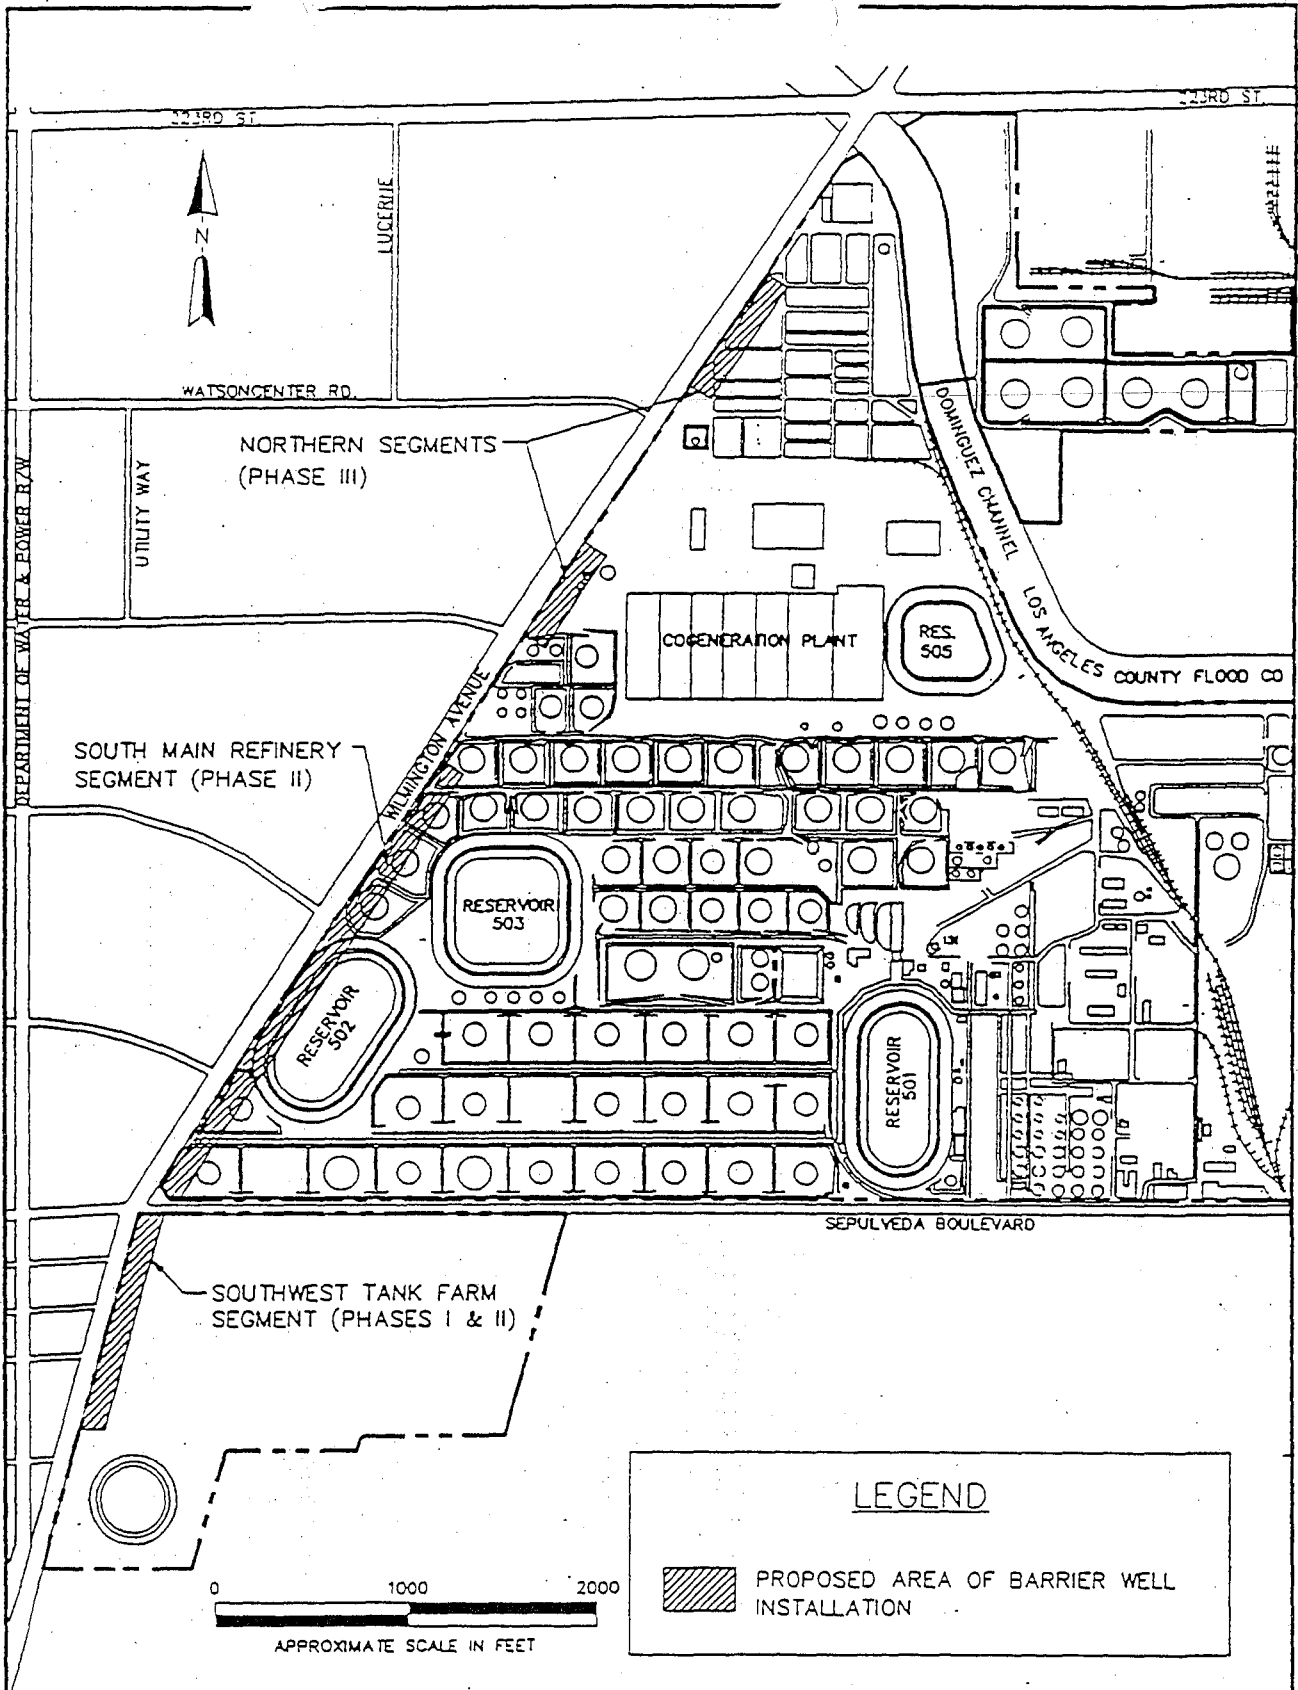 223RD ST.
223RD ST.
LUCERNE
N
WATSONCENTER RD.
NORTHERN SEGMENTS
(PHASE III)
UTILITY WAY
DEPARTMENT OF WATER & POWER R/W
DOMINGUEZ CHANNEL
LOS ANGELES COUNTY FLOOD CO
COGENERATION PLANT
RES.
505
WILMINGTON AVENUE
SOUTH MAIN REFINERY
SEGMENT (PHASE II)
RESERVOIR
503
RESERVOIR
502
RESERVOIR
501
SEPULVEDA BOULEVARD
SOUTHWEST TANK FARM
SEGMENT (PHASES I & II)
LEGEND
PROPOSED AREA OF BARRIER WELL
INSTALLATION
0 1000 2000
APPROXIMATE SCALE IN FEET